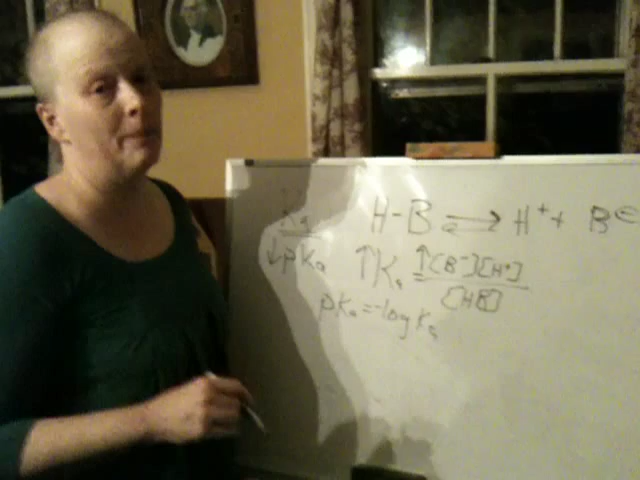 Ka H-B ⇌ H⁺ + B⊖
↓pKa ↑Ka = ↑[B⁻][H⁺]
[HB]
pKa = -log Ka